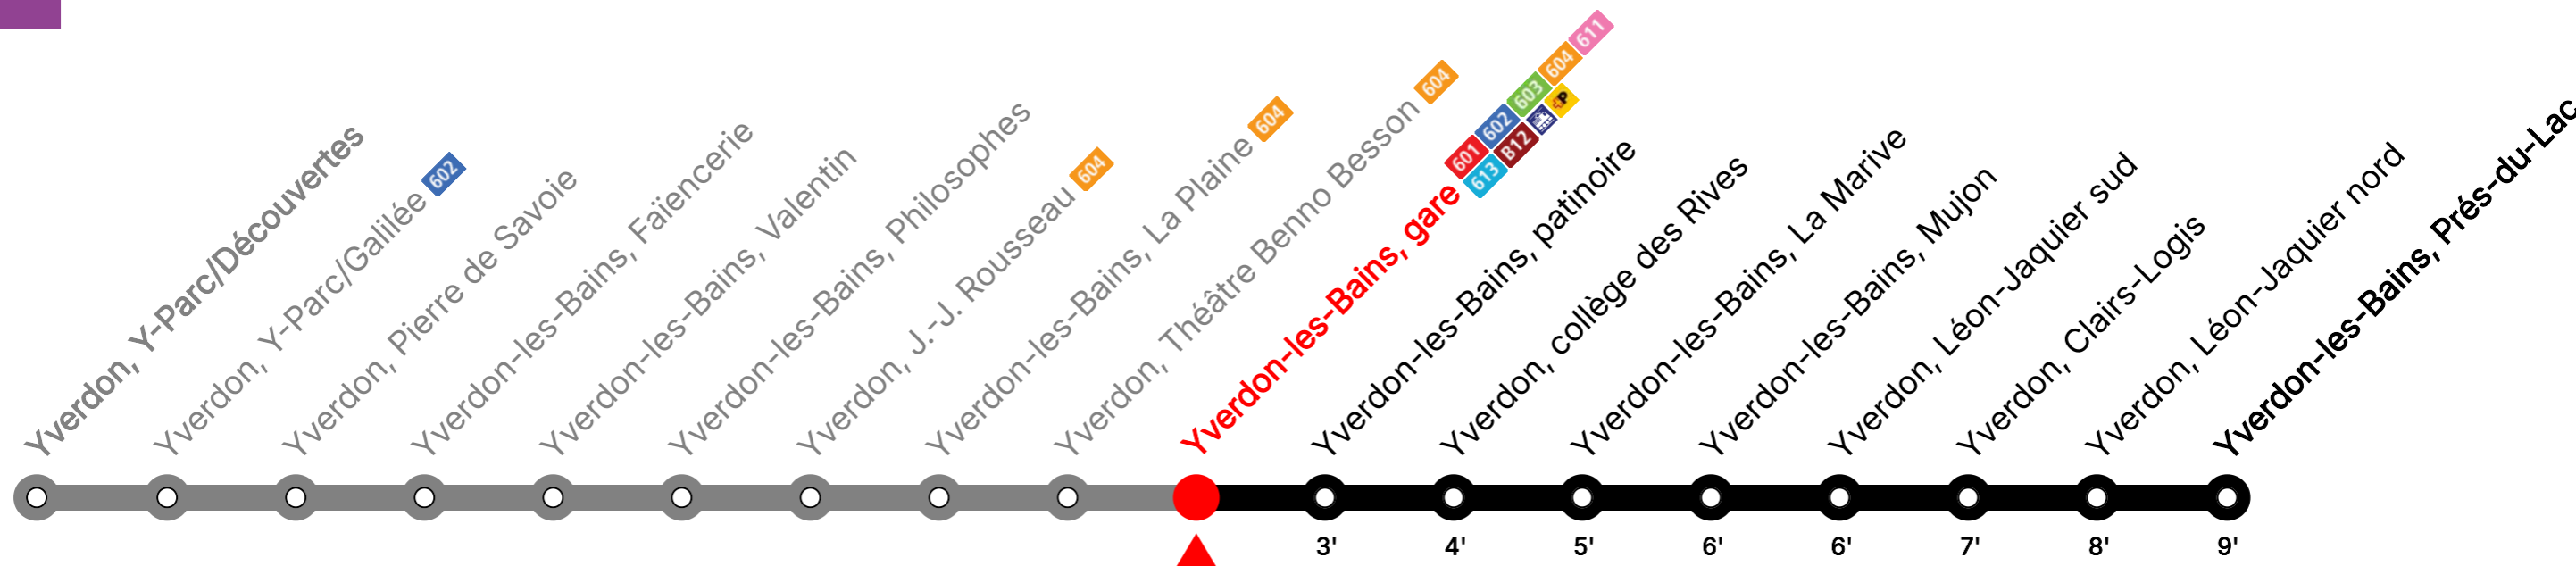 Yverdon, Y-Parc/Découvertes
Yverdon, Y-Parc/Galilée 602
Yverdon, Pierre de Savoie
Yverdon-les-Bains, Faïencerie
Yverdon-les-Bains, Valentin
Yverdon-les-Bains, Philosophes
Yverdon, J.-J. Rousseau 604
Yverdon-les-Bains, La Plaine 604
Yverdon, Théâtre Benno Besson 604
Yverdon-les-Bains, gare
601 602 603 604 611
613 B12 P
Yverdon-les-Bains, patinoire
Yverdon, collège des Rives
Yverdon-les-Bains, La Marive
Yverdon-les-Bains, Mujon
Yverdon, Léon-Jaquier sud
Yverdon, Clairs-Logis
Yverdon, Léon-Jaquier nord
Yverdon-les-Bains, Prés-du-Lac
3' 4' 5' 6' 6' 7' 8' 9'